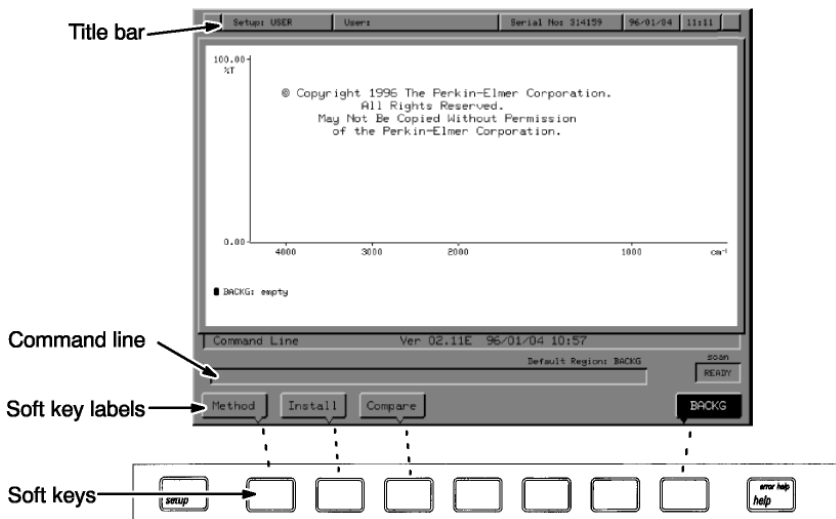 Title bar
Setup: USER User: Serial No: 314159 96/01/04 11:11
100.00
%T
© Copyright 1996 The Perkin-Elmer Corporation.
All Rights Reserved.
May Not Be Copied Without Permission
of the Perkin-Elmer Corporation.
0.00
4000 3000 2000 1000 cm-1
BACKG: empty
Command Line Ver 02.11E 96/01/04 10:57
Command line
Default Region: BACKG
scan
READY
Soft key labels
Method Install Compare BACKG
Soft keys
setup
error help
help